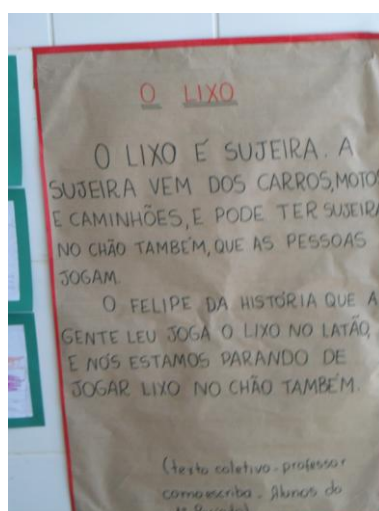 O LIXO
O LIXO É SUJEIRA. A
SUJEIRA VEM DOS CARROS, MOTOS
E CAMINHÕES, E PODE TER SUJEIRA
NO CHÃO TAMBÉM, QUE AS PESSOAS
JOGAM.
O FELIPE DA HISTÓRIA QUE A
GENTE LEU JOGA O LIXO NO LATÃO,
E NÓS ESTAMOS PARANDO DE
JOGAR LIXO NO CHÃO TAMBÉM.
(texto coletivo - professor
como escriba. Alunos do